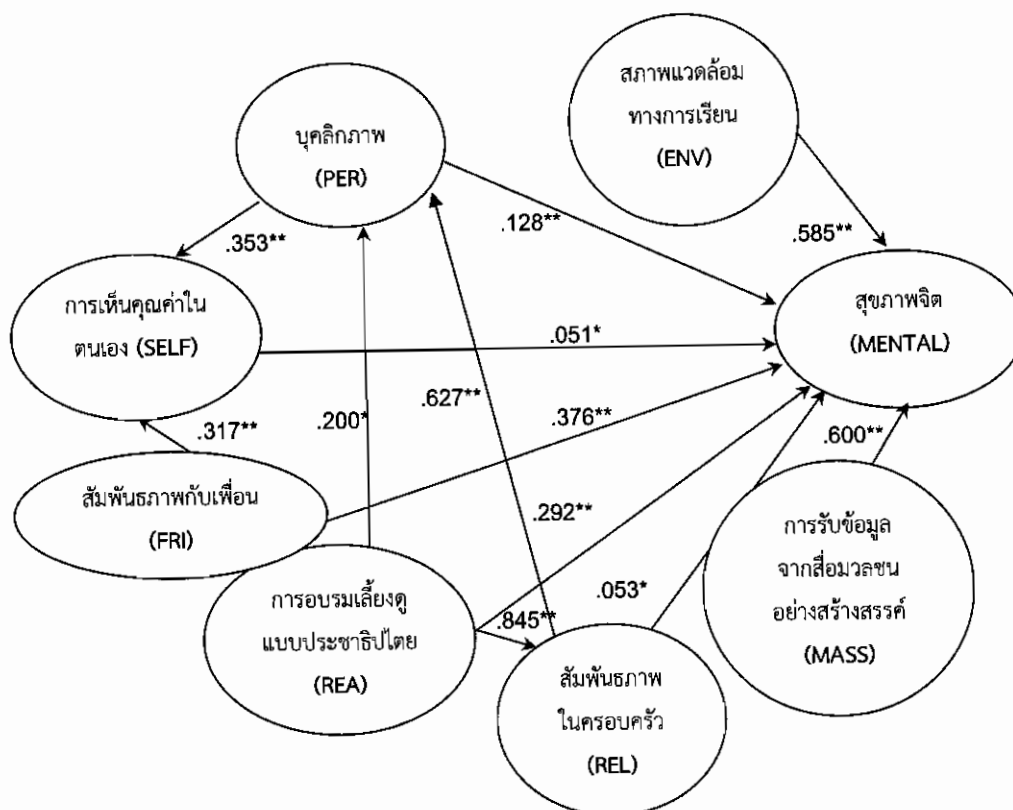 สภาพแวดล้อม
ทางการเรียน
(ENV)
บุคลิกภาพ
(PER)
.128**
.353**
.585**
การเห็นคุณค่าใน
ตนเอง (SELF)
สุขภาพจิต
(MENTAL)
.051*
.627**
.200*
.376**
.317**
.600**
สัมพันธภาพกับเพื่อน
(FRI)
.292**
การรับข้อมูล
จากสื่อมวลชน
อย่างสร้างสรรค์
(MASS)
การอบรมเลี้ยงดู
แบบประชาธิปไตย
(REA)
.053*
.845**
สัมพันธภาพ
ในครอบครัว
(REL)